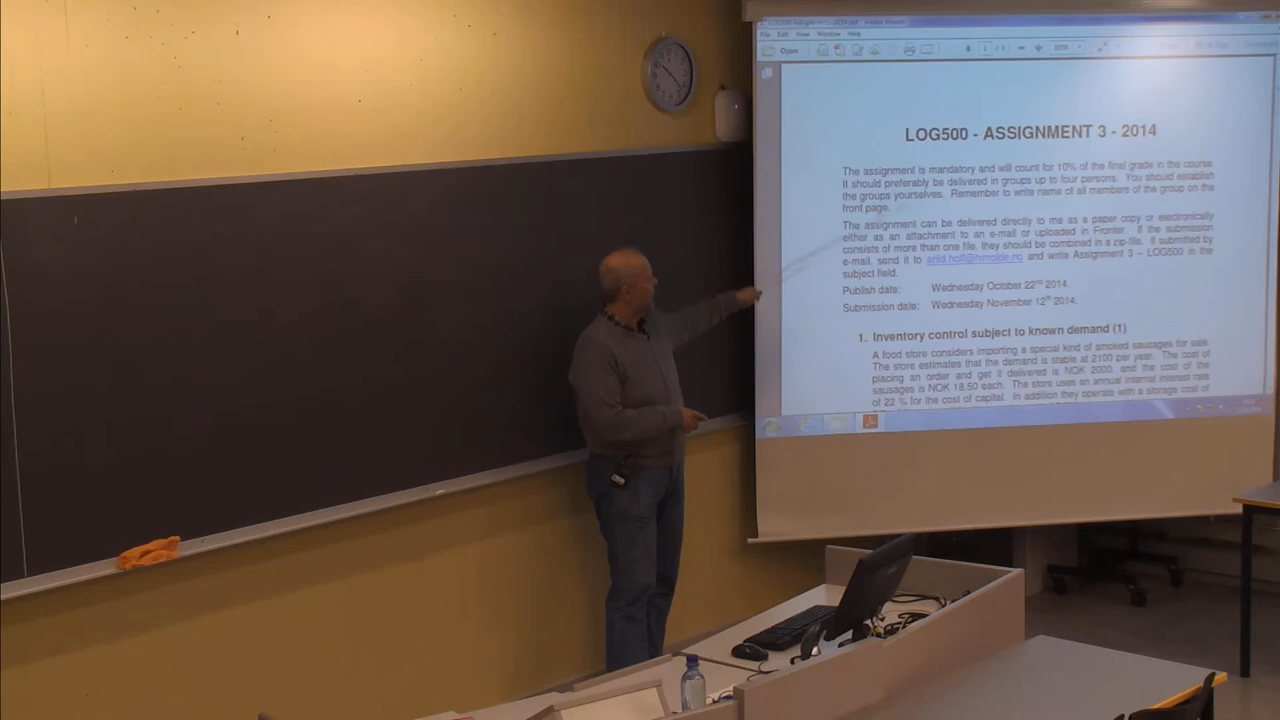 File Edit View Window Help
Open
LOG500 - ASSIGNMENT 3 - 2014
The assignment is mandatory and will count for 10% of the final grade in the course.
It should preferably be delivered in groups up to four persons. You should establish
the groups yourselves. Remember to write name of all members of the group on the
front page.
The assignment can be delivered directly to me as a paper copy or electronically
either as an attachment to an e-mail or uploaded in Fronter. If the submission
consists of more than one file, they should be combined in a zip-file. If submitted by
e-mail, send it to arild.hoff@himolde.no and write Assignment 3 – LOG500 in the
subject field.
Publish date: Wednesday October 22nd 2014.
Submission date: Wednesday November 12th 2014.
1. Inventory control subject to known demand (1)
A food store considers importing a special kind of smoked sausages for sale.
The store estimates that the demand is stable at 2100 per year. The cost of
placing an order and get it delivered is NOK 2000, and the cost of the
sausages is NOK 18.50 each. The store uses an annual internal interest rate
of 22 % for the cost of capital. In addition they operate with a storage cost of